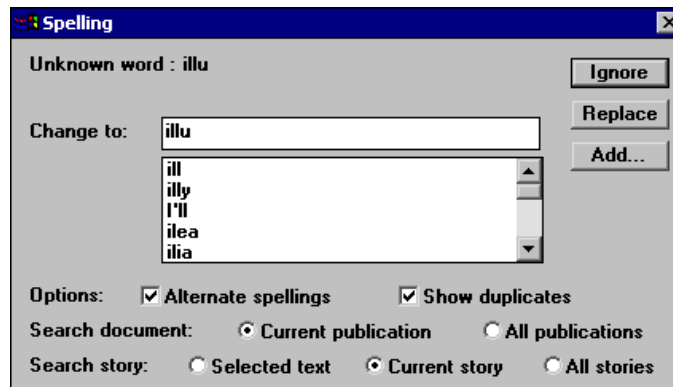 Spelling
Unknown word : illu
Ignore
Replace
Change to: illu
Add...
ill
illy
I'll
ilea
ilia
Options: Alternate spellings Show duplicates
Search document: Current publication All publications
Search story: Selected text Current story All stories